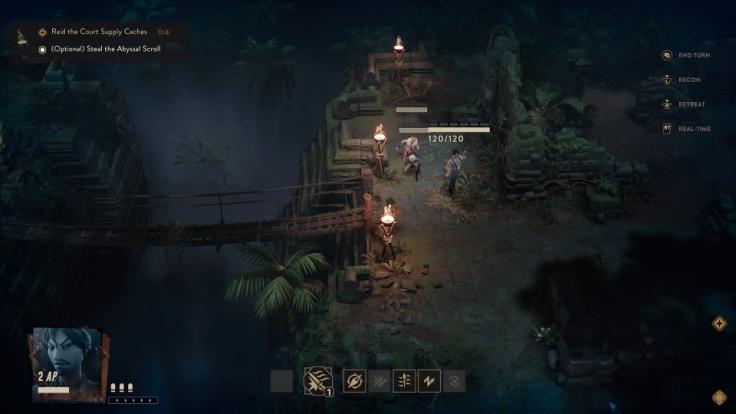 Raid the Court Supply Caches 0/4
(Optional) Steal the Abyssal Scroll
END TURN
RECON
RETREAT
REAL-TIME
120/120
2 AP
1